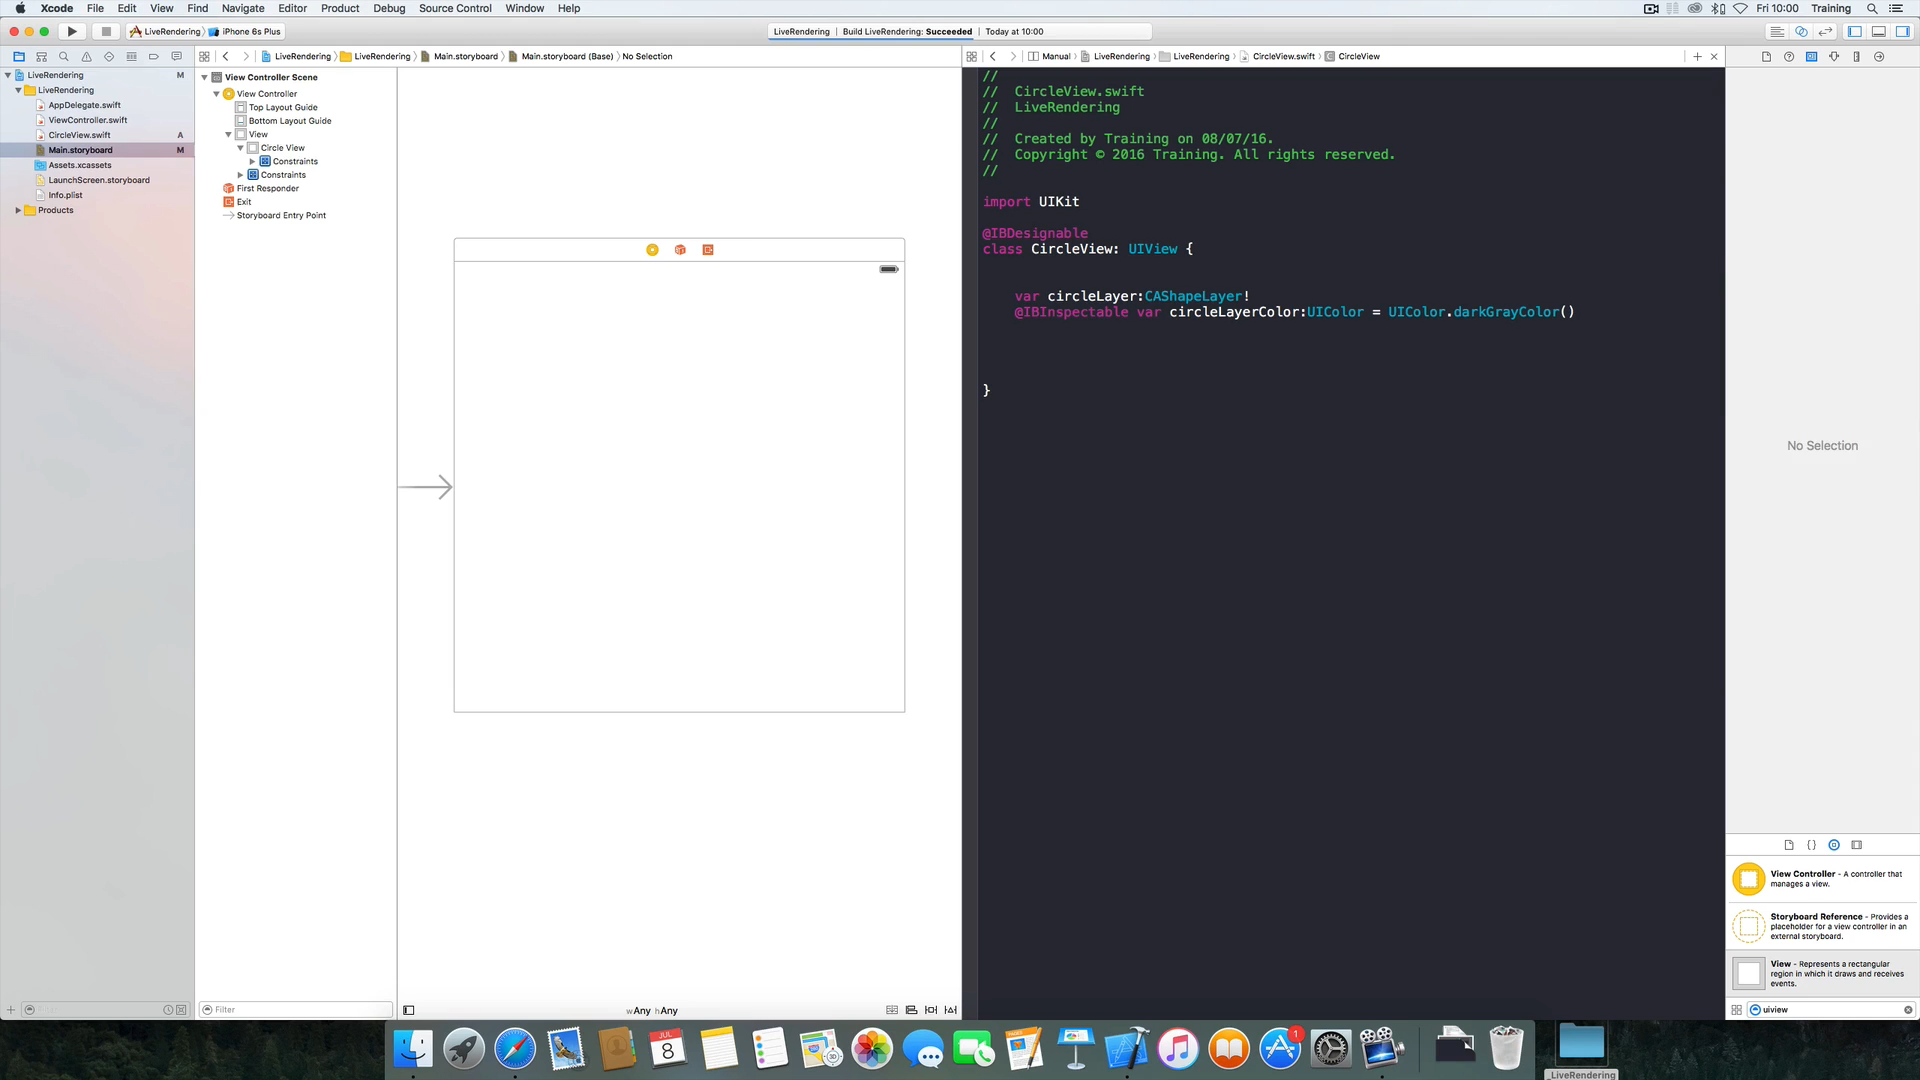 Xcode File Edit View Find Navigate Editor Product Debug Source Control Window Help
Fri 10:00 Training
LiveRendering iPhone 6s Plus
LiveRendering Build LiveRendering: Succeeded Today at 10:00
LiveRendering LiveRendering Main.storyboard Main.storyboard (Base) No Selection
Manual LiveRendering LiveRendering CircleView.swift CircleView
LiveRendering M
LiveRendering
AppDelegate.swift
ViewController.swift
CircleView.swift A
Main.storyboard M
Assets.xcassets
LaunchScreen.storyboard
Info.plist
Products
View Controller Scene
View Controller
Top Layout Guide
Bottom Layout Guide
View
Circle View
Constraints
Constraints
First Responder
Exit
Storyboard Entry Point
//
// CircleView.swift
// LiveRendering
//
// Created by Training on 08/07/16.
// Copyright © 2016 Training. All rights reserved.
//
import UIKit
@IBDesignable
class CircleView: UIView {
var circleLayer:CAShapeLayer!
@IBInspectable var circleLayerColor:UIColor = UIColor.darkGrayColor()
}
No Selection
View Controller - A controller that
manages a view.
Storyboard Reference - Provides a
placeholder for a view controller in an
external storyboard.
View - Represents a rectangular
region in which it draws and receives
events.
uiview
Filter
wAny hAny
JUL
8
3D
PAGES
1
_LiveRendering